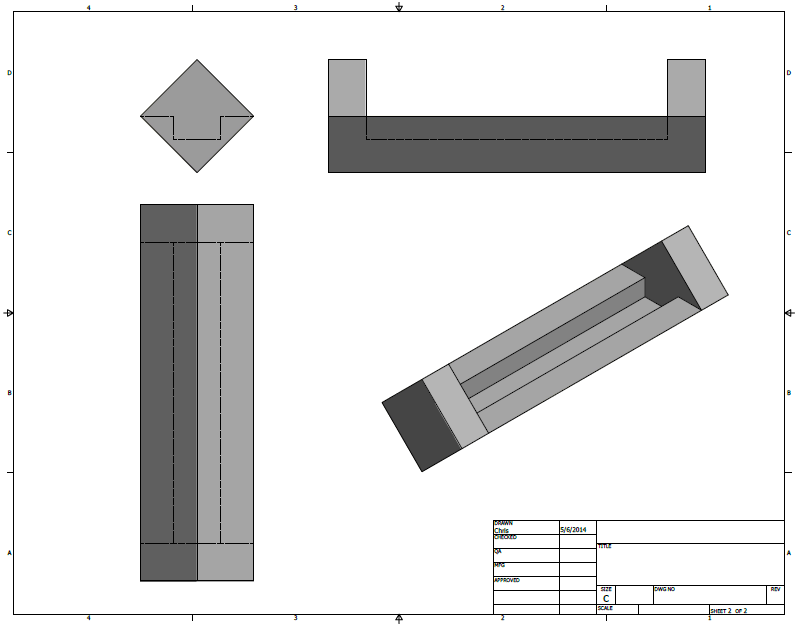 4 3 2 1
D D
C C
B B
A A
DRAWN
Chris 5/6/2014
CHECKED
QA
TITLE
MFG
APPROVED
SIZE DWG NO REV
C
SCALE SHEET 2 OF 2
4 3 2 1